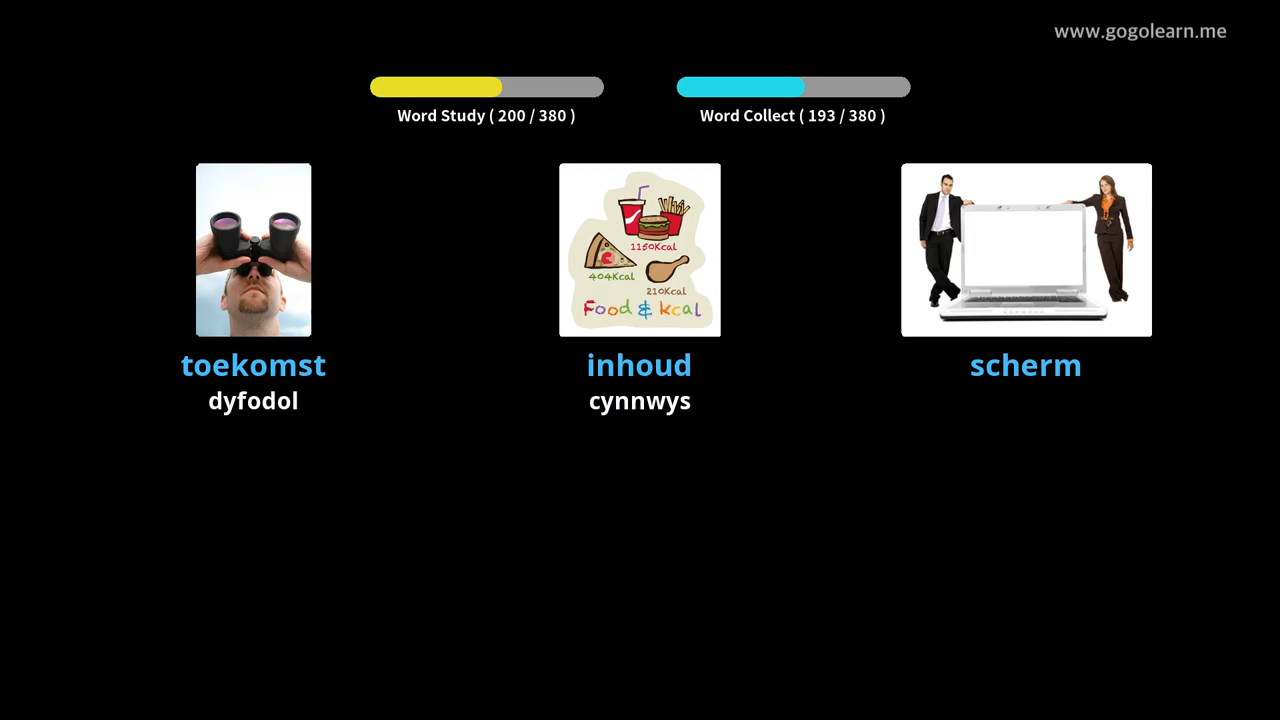 www.gogolearn.me
Word Study ( 200 / 380 )
Word Collect ( 193 / 380 )
1150Kcal
404Kcal
210Kcal
Food & kcal
toekomst
inhoud
scherm
dyfodol
cynnwys